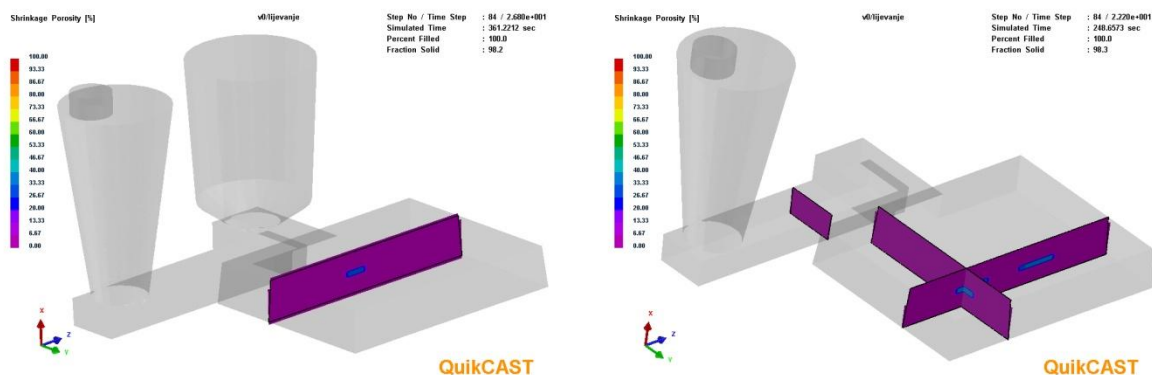 Shrinkage Porosity [%]
v0/lijevanje
Step No / Time Step : 84 / 2.680e+001
Simulated Time : 361.2212 sec
Percent Filled : 100.0
Fraction Solid : 98.2
100.00
93.33
86.67
80.00
73.33
66.67
60.00
53.33
46.67
40.00
33.33
26.67
20.00
13.33
6.67
0.00
X
Z
Y
QuikCAST
Shrinkage Porosity [%]
v0/lijevanje
Step No / Time Step : 84 / 2.220e+001
Simulated Time : 248.6573 sec
Percent Filled : 100.0
Fraction Solid : 98.3
100.00
93.33
86.67
80.00
73.33
66.67
60.00
53.33
46.67
40.00
33.33
26.67
20.00
13.33
6.67
0.00
X
Z
Y
QuikCAST